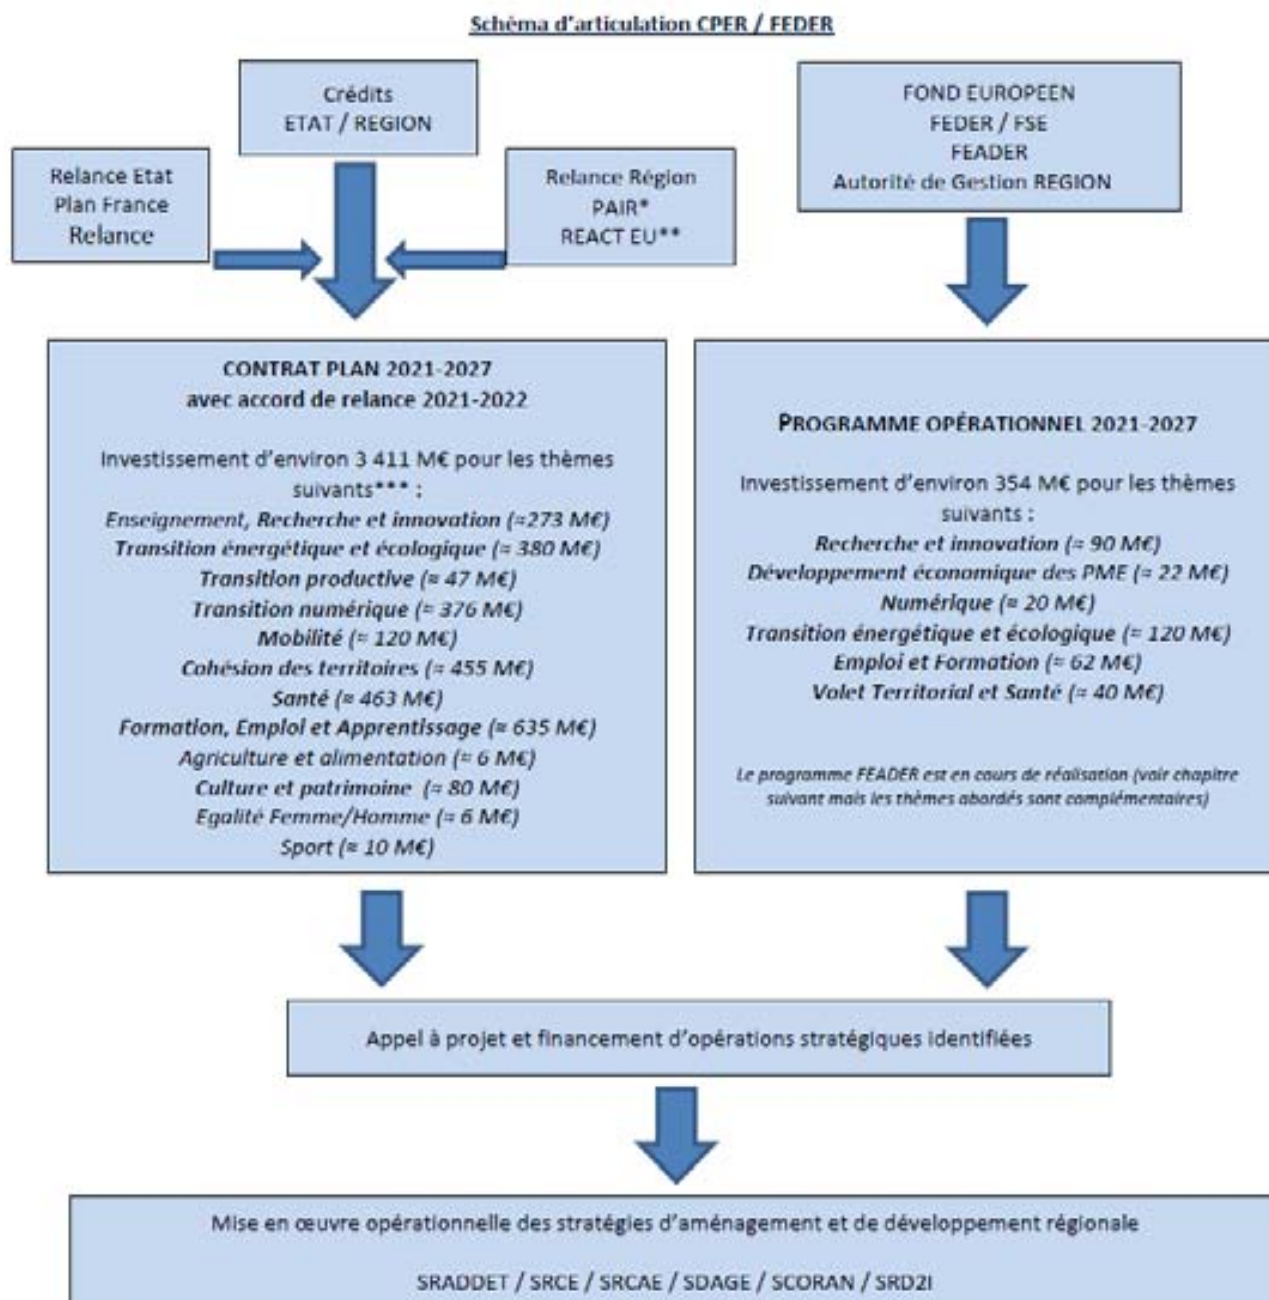 Schéma d'articulation CPER / FEDER
Crédits
ETAT / REGION
Relance Etat
Plan France
Relance
Relance Région
PAIR*
REACT EU**
FOND EUROPEEN
FEDER / FSE
FEADER
Autorité de Gestion REGION
CONTRAT PLAN 2021-2027
avec accord de relance 2021-2022
Investissement d'environ 3 411 M€ pour les thèmes
suivants*** :
Enseignement, Recherche et innovation (≈273 M€)
Transition énergétique et écologique (≈ 380 M€)
Transition productive (≈ 47 M€)
Transition numérique (≈ 376 M€)
Mobilité (≈ 120 M€)
Cohésion des territoires (≈ 455 M€)
Santé (≈ 463 M€)
Formation, Emploi et Apprentissage (≈ 635 M€)
Agriculture et alimentation (≈ 6 M€)
Culture et patrimoine (≈ 80 M€)
Egalité Femme/Homme (≈ 6 M€)
Sport (≈ 10 M€)
PROGRAMME OPÉRATIONNEL 2021-2027
Investissement d'environ 354 M€ pour les thèmes
suivants :
Recherche et innovation (≈ 90 M€)
Développement économique des PME (≈ 22 M€)
Numérique (≈ 20 M€)
Transition énergétique et écologique (≈ 120 M€)
Emploi et Formation (≈ 62 M€)
Volet Territorial et Santé (≈ 40 M€)
Le programme FEADER est en cours de réalisation (voir chapitre
suivant mais les thèmes abordés sont complémentaires)
Appel à projet et financement d'opérations stratégiques identifiées
Mise en œuvre opérationnelle des stratégies d'aménagement et de développement régionale
SRADDET / SRCE / SRCAE / SDAGE / SCORAN / SRD2I